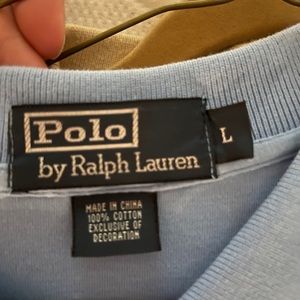 Polo
by Ralph Lauren
L
MADE IN CHINA
100% COTTON
EXCLUSIVE OF
DECORATION